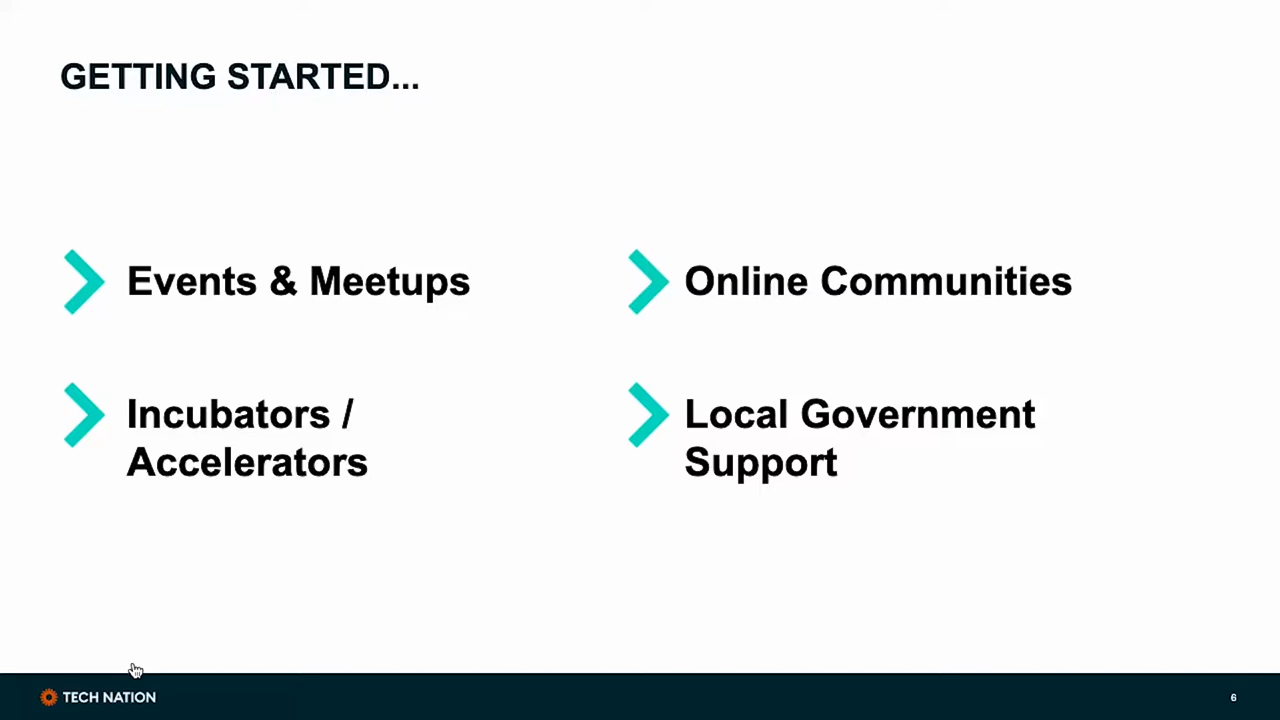 GETTING STARTED...
Events & Meetups
Online Communities
Incubators /
Accelerators
Local Government
Support
TECH NATION
6